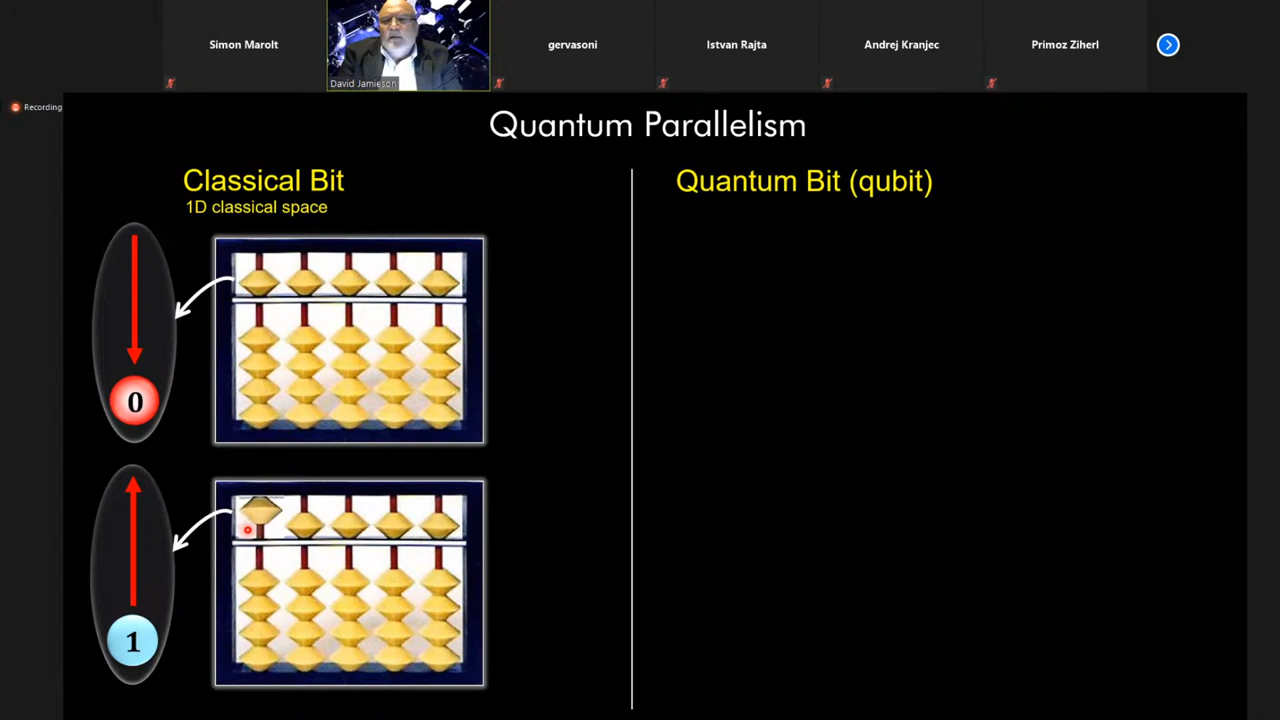 Simon Marolt
David Jamieson
gervasoni
Istvan Rajta
Andrej Kranjec
Primoz Ziherl
Recording
Quantum Parallelism
Classical Bit
1D classical space
Quantum Bit (qubit)
0
1